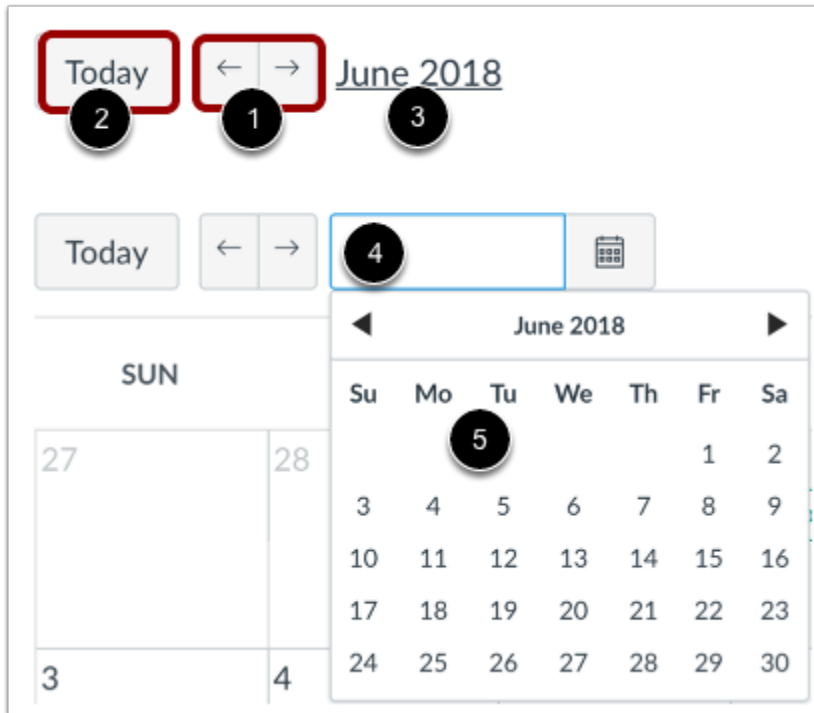 Today ← → June 2018
2 1 3
Today ← → 4
June 2018
SUN
Su Mo Tu We Th Fr Sa
5
27 28
1 2
3 4 5 6 7 8 9
10 11 12 13 14 15 16
17 18 19 20 21 22 23
24 25 26 27 28 29 30
3 4